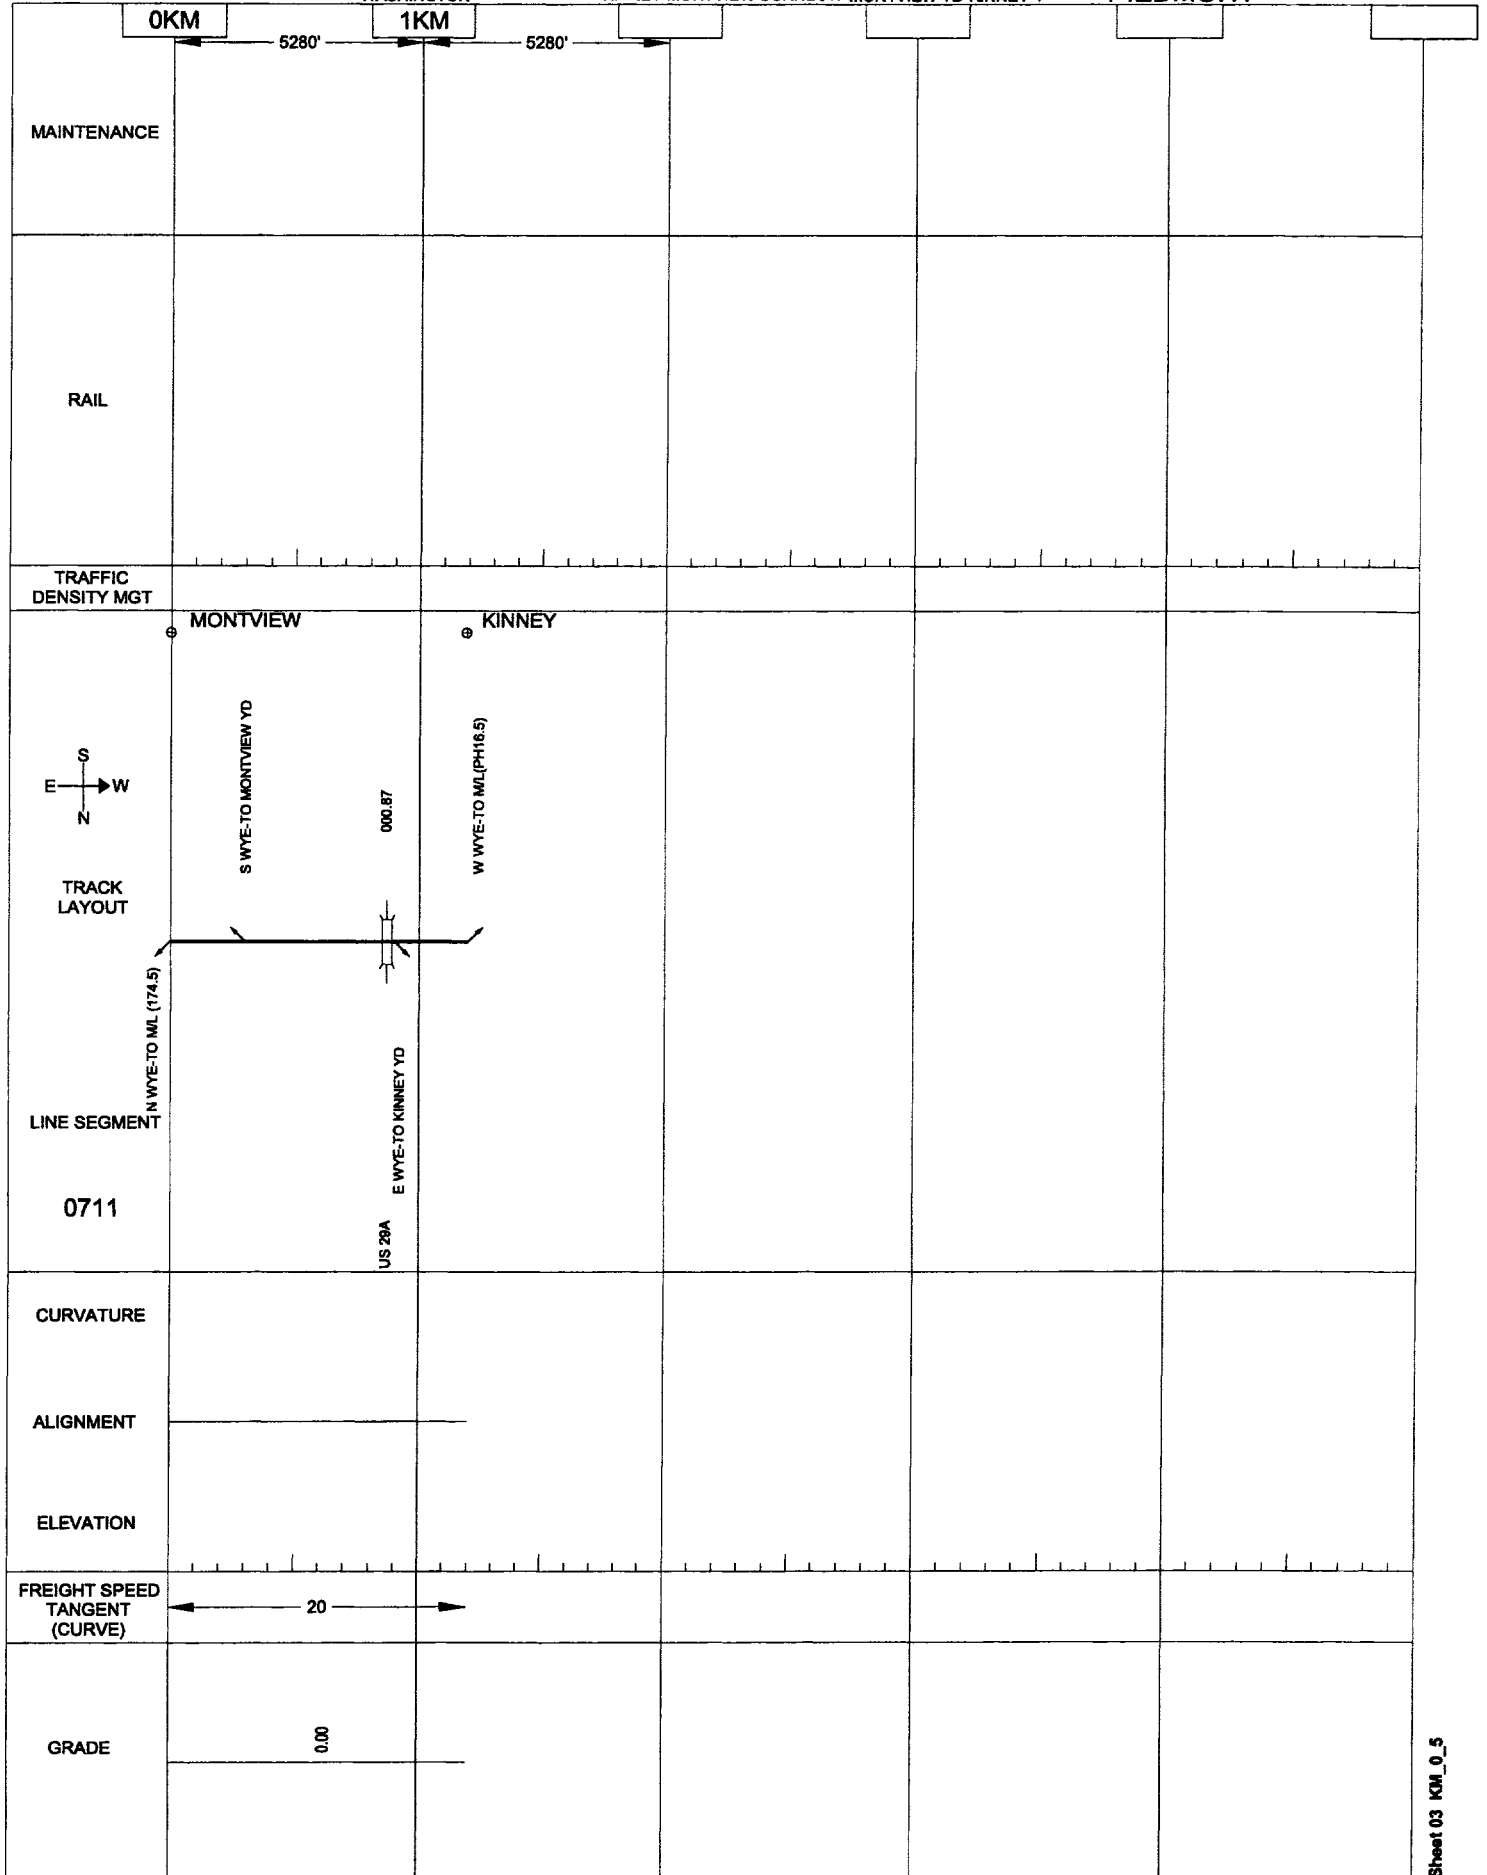 0KM
1KM
5280'
5280'
MAINTENANCE
RAIL
TRAFFIC
DENSITY MGT
MONTVIEW
KINNEY
S WYE-TO MONTVIEW YD
000.87
W WYE-TO M/L(PH16.5)
S
E
W
N
TRACK
LAYOUT
N WYE-TO M/L (174.5)
E WYE-TO KINNEY YD
LINE SEGMENT
0711
US 29A
CURVATURE
ALIGNMENT
ELEVATION
FREIGHT SPEED
TANGENT
(CURVE)
20
GRADE
0.00
Sheet 03 KM_0_5